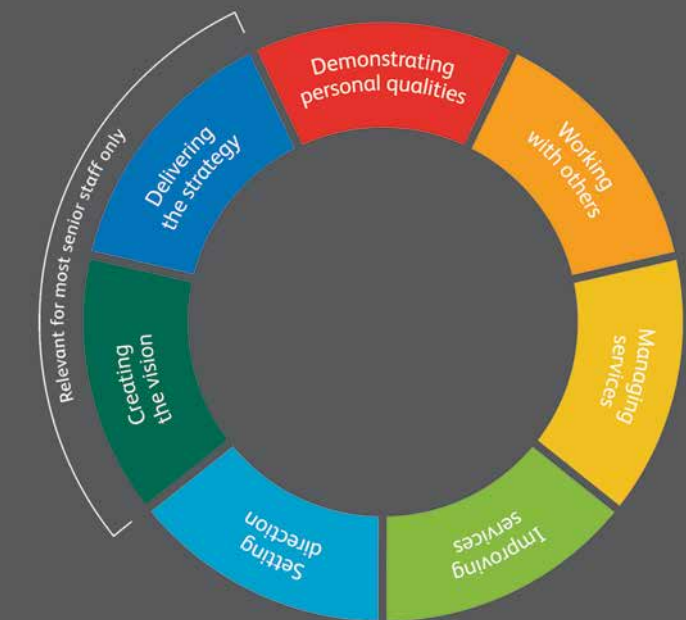 Demonstrating
personal qualities
Working
with others
Managing
services
Improving
services
Setting
direction
Creating
the vision
Delivering
the strategy
Relevant for most senior staff only